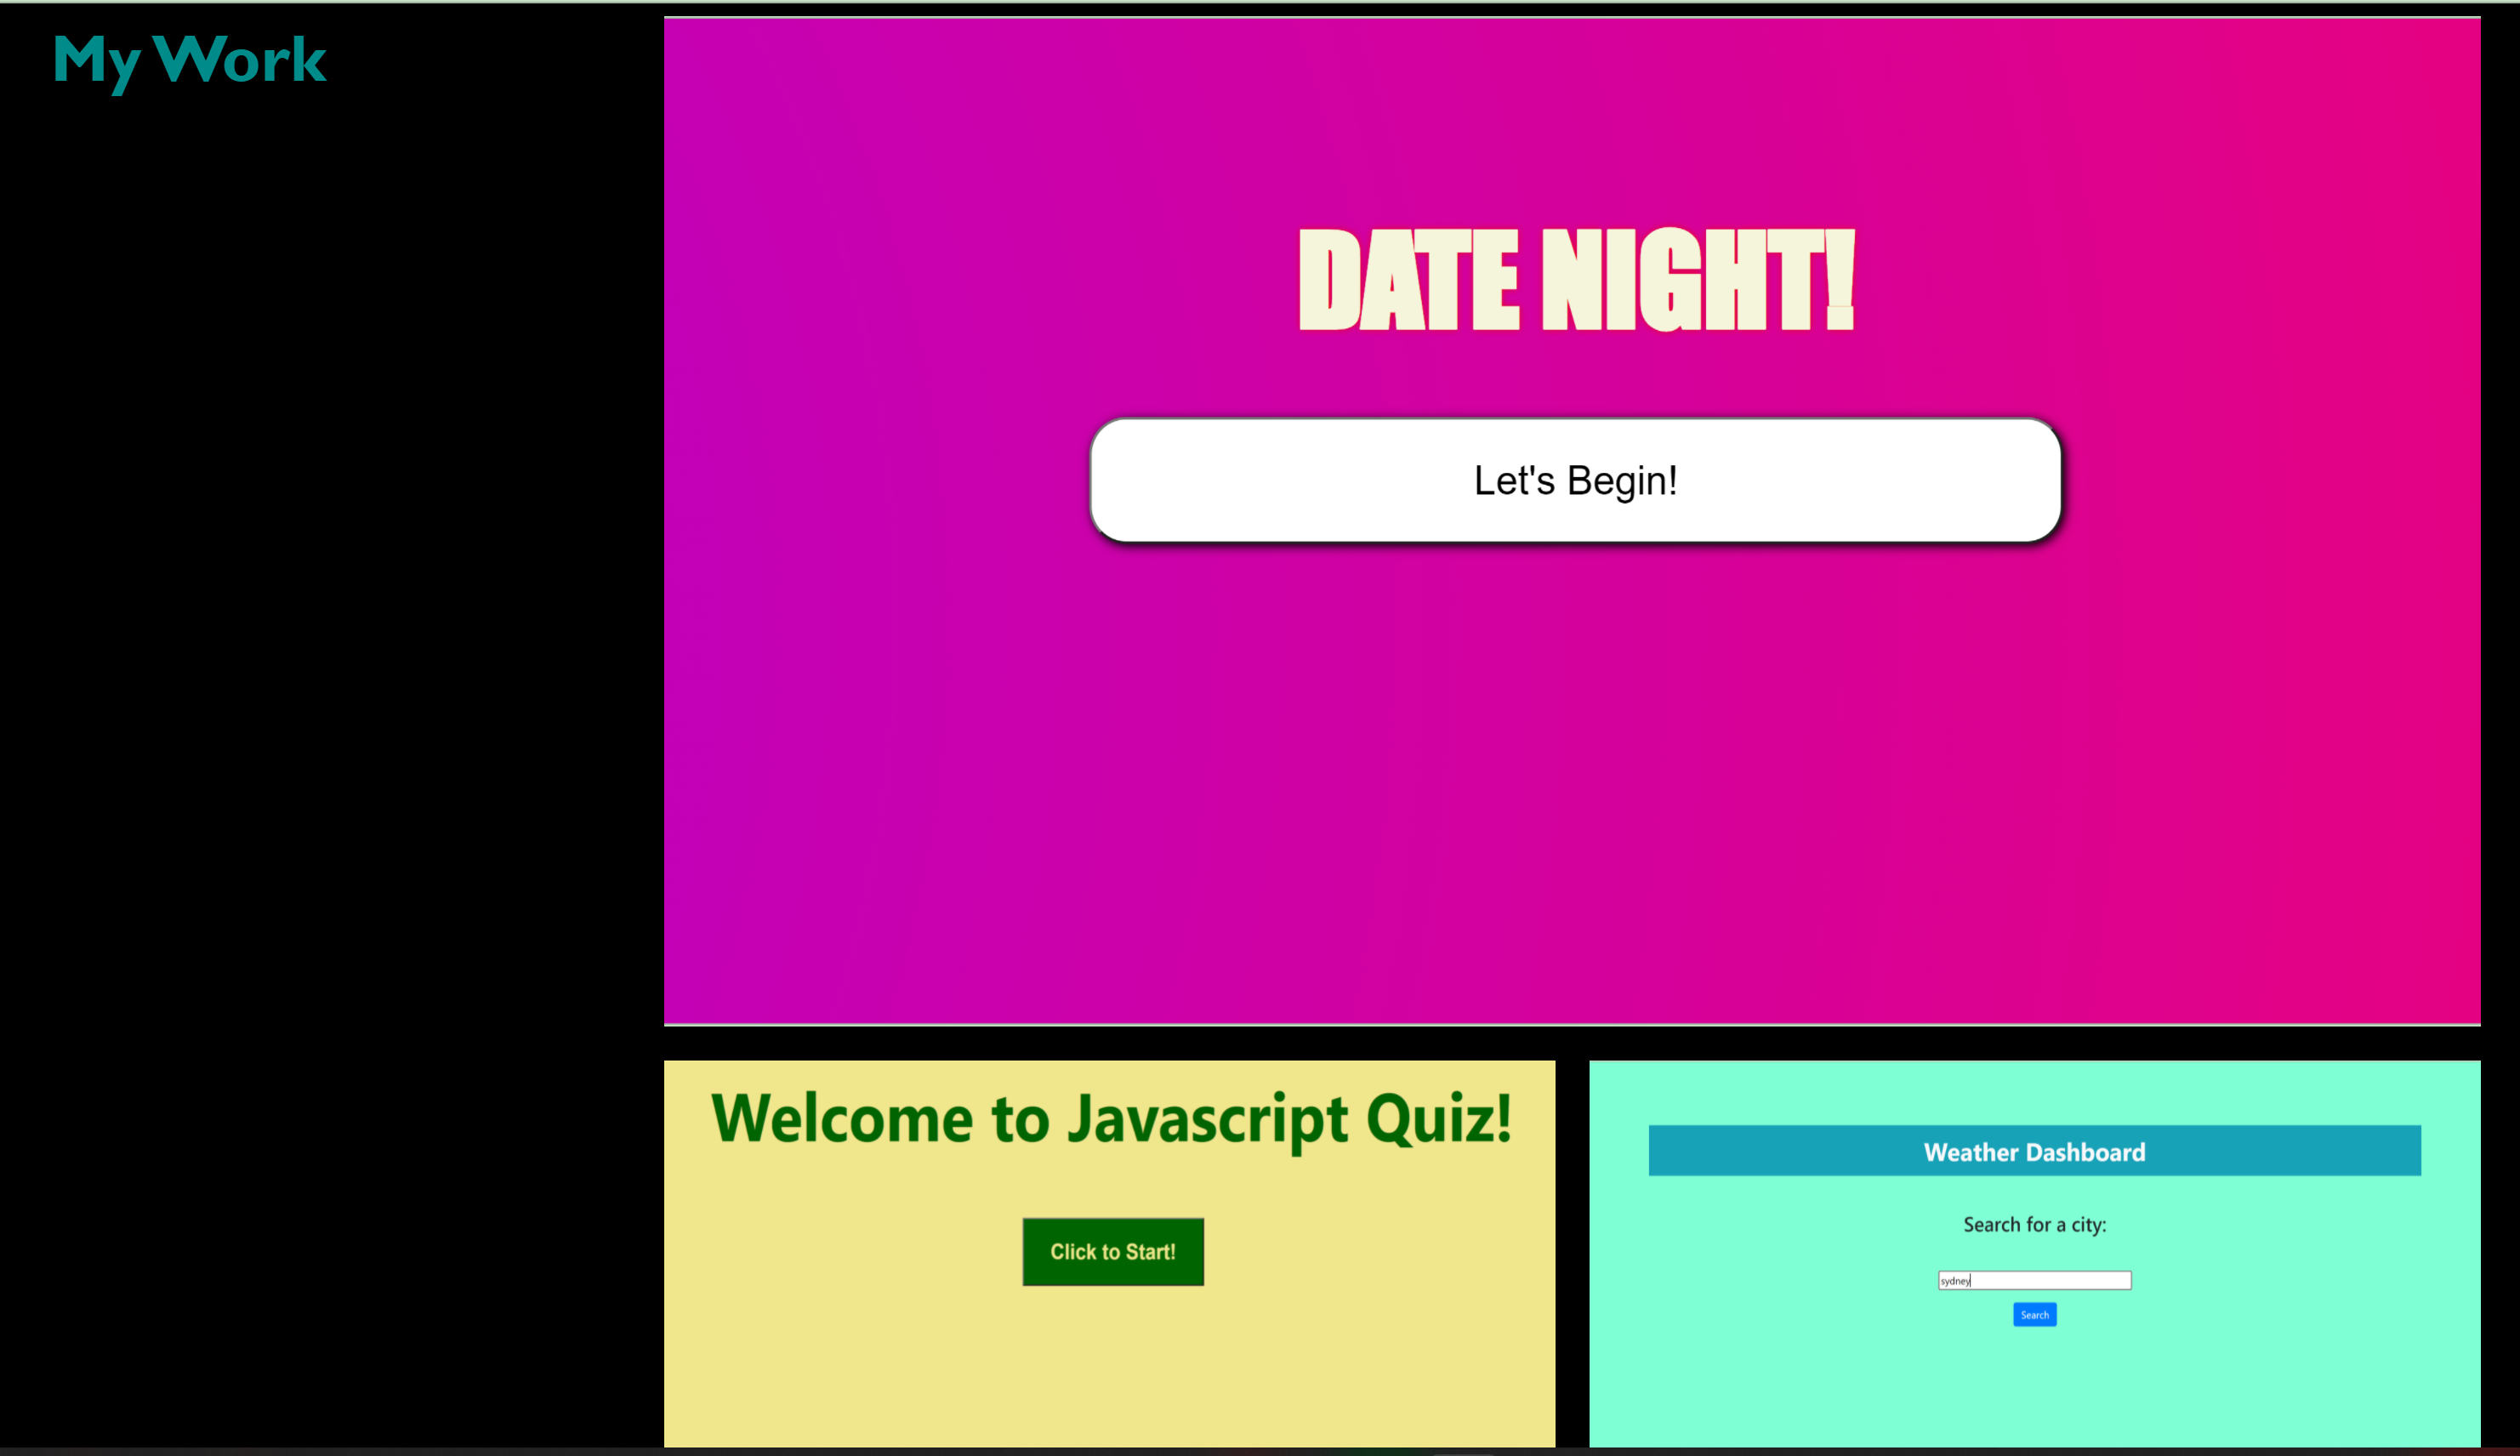 My Work
DATE NIGHT!
Let's Begin!
Welcome to Javascript Quiz!
Click to Start!
Weather Dashboard
Search for a city:
sydney
Search